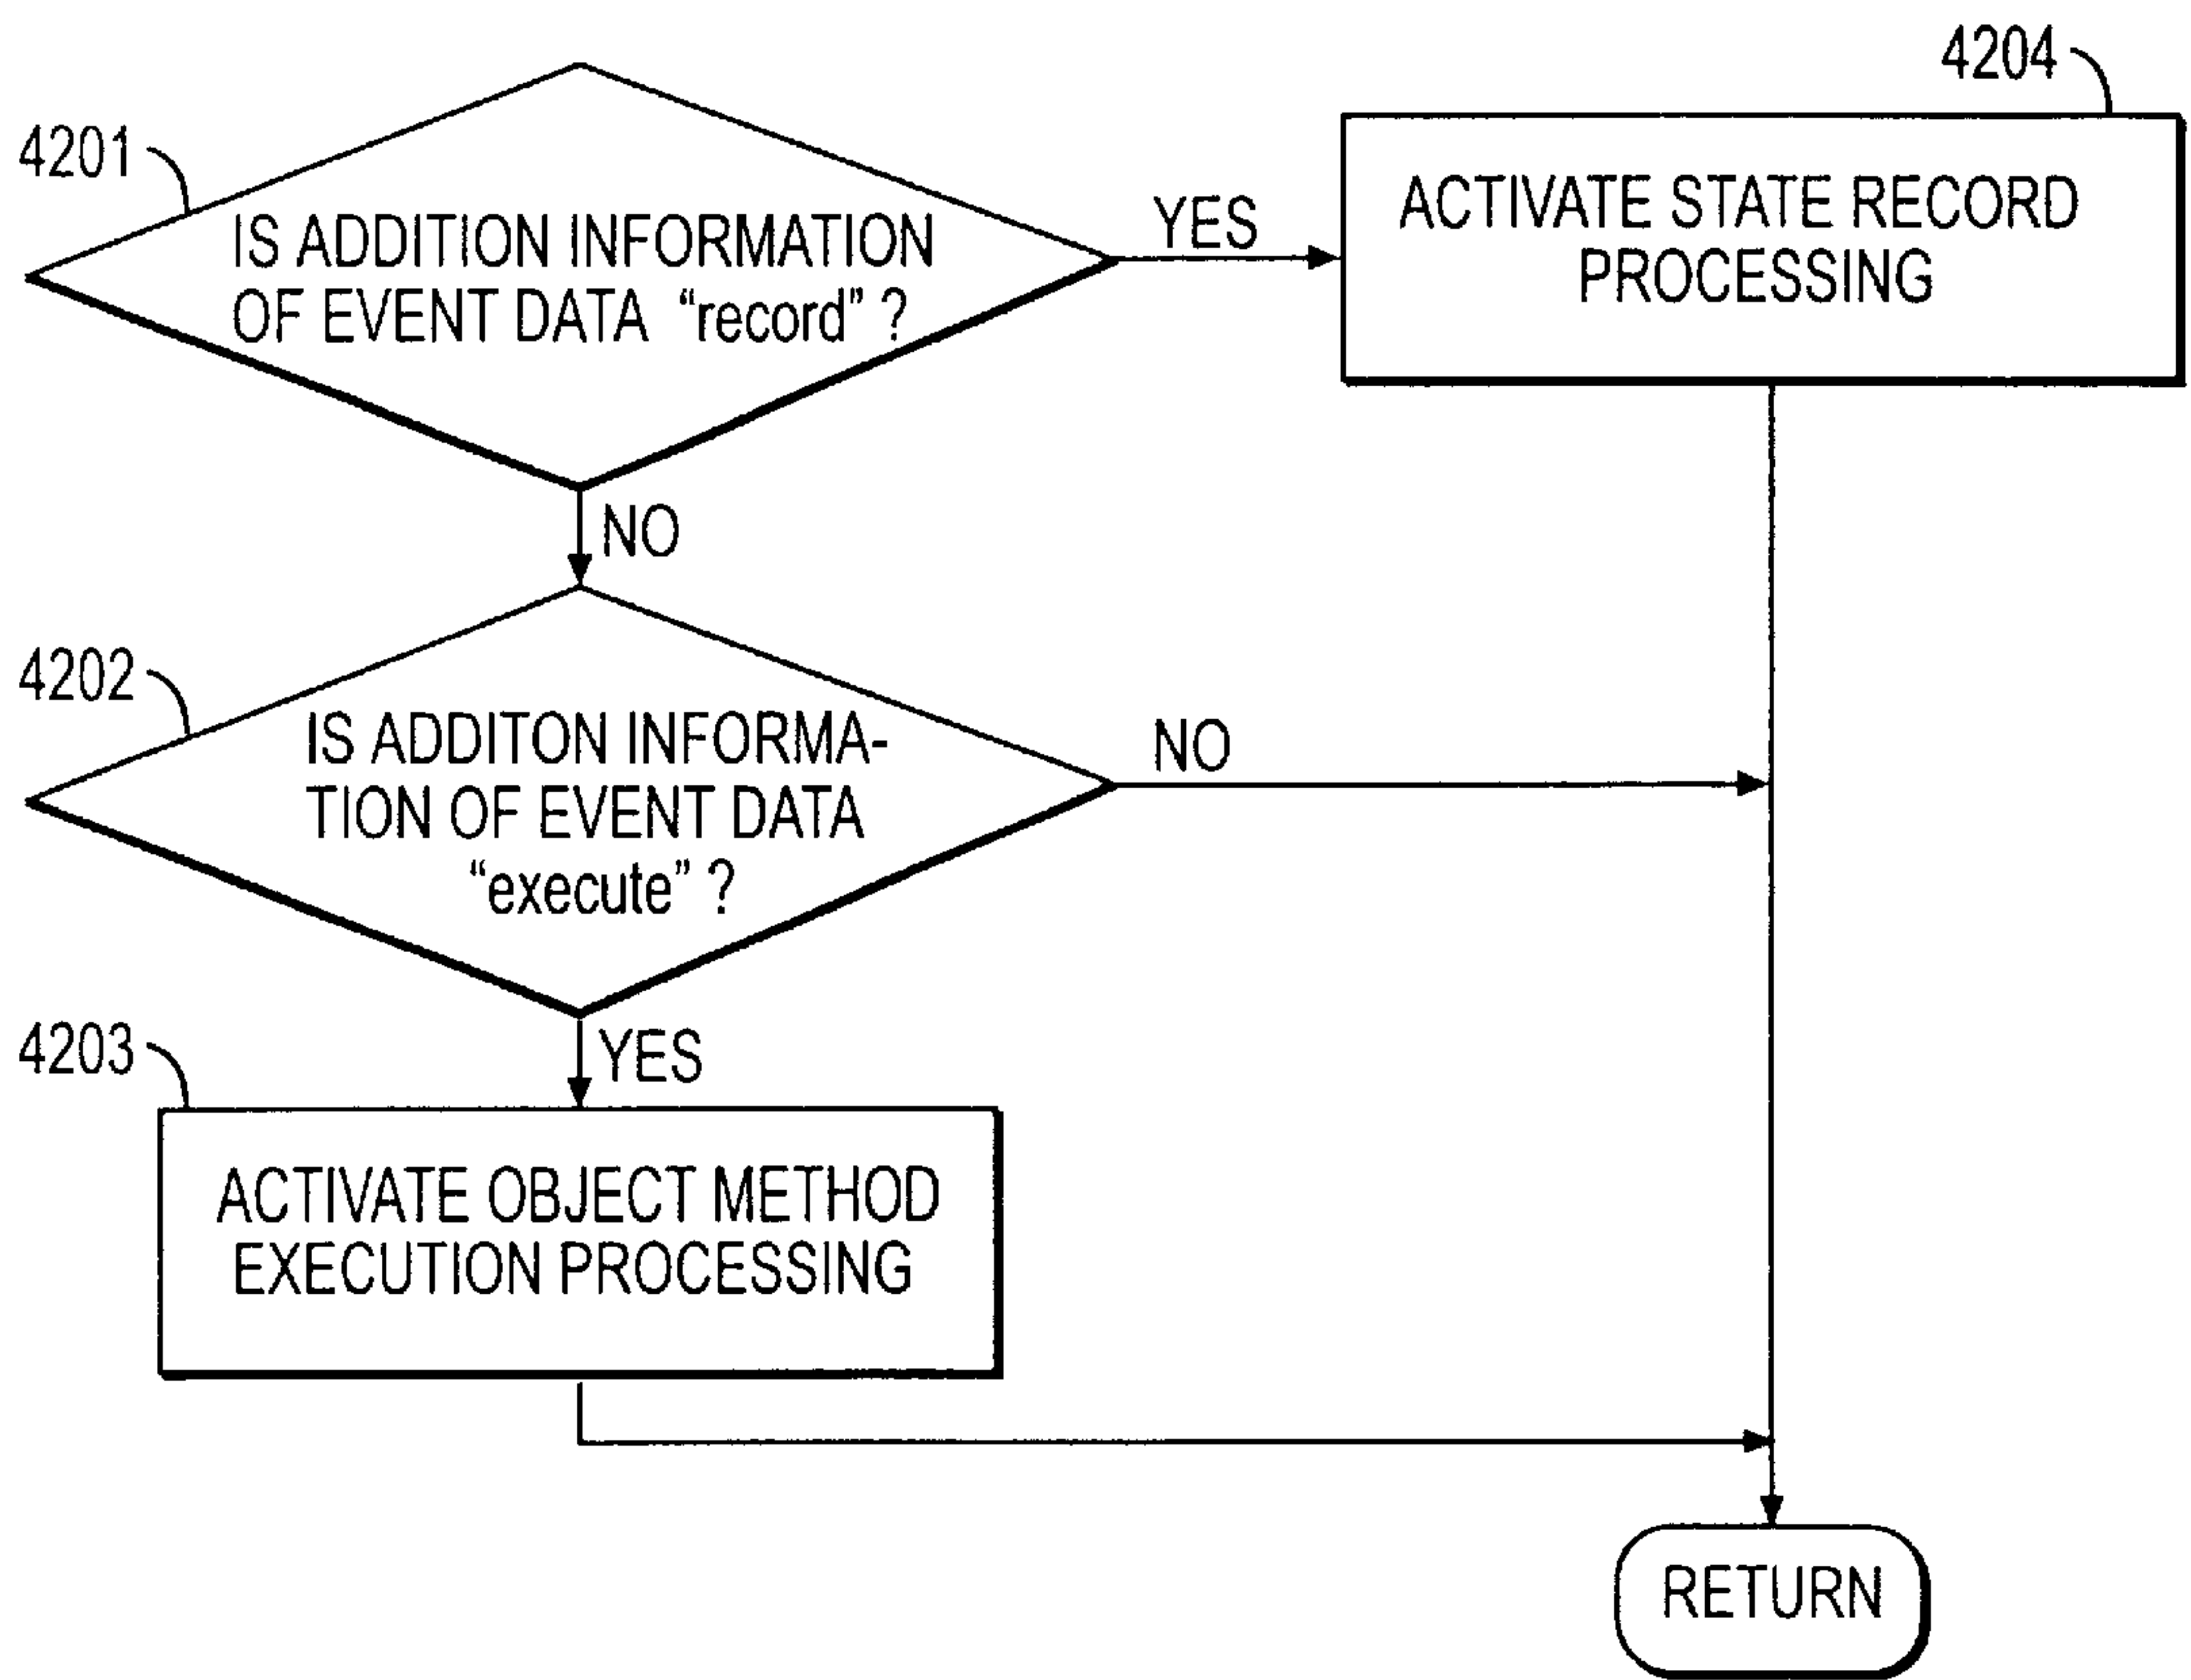 4201
IS ADDITION INFORMATION
OF EVENT DATA “record” ?
YES
4204
ACTIVATE STATE RECORD
PROCESSING
NO
4202
IS ADDITON INFORMA-
TION OF EVENT DATA
“execute” ?
NO
YES
4203
ACTIVATE OBJECT METHOD
EXECUTION PROCESSING
RETURN